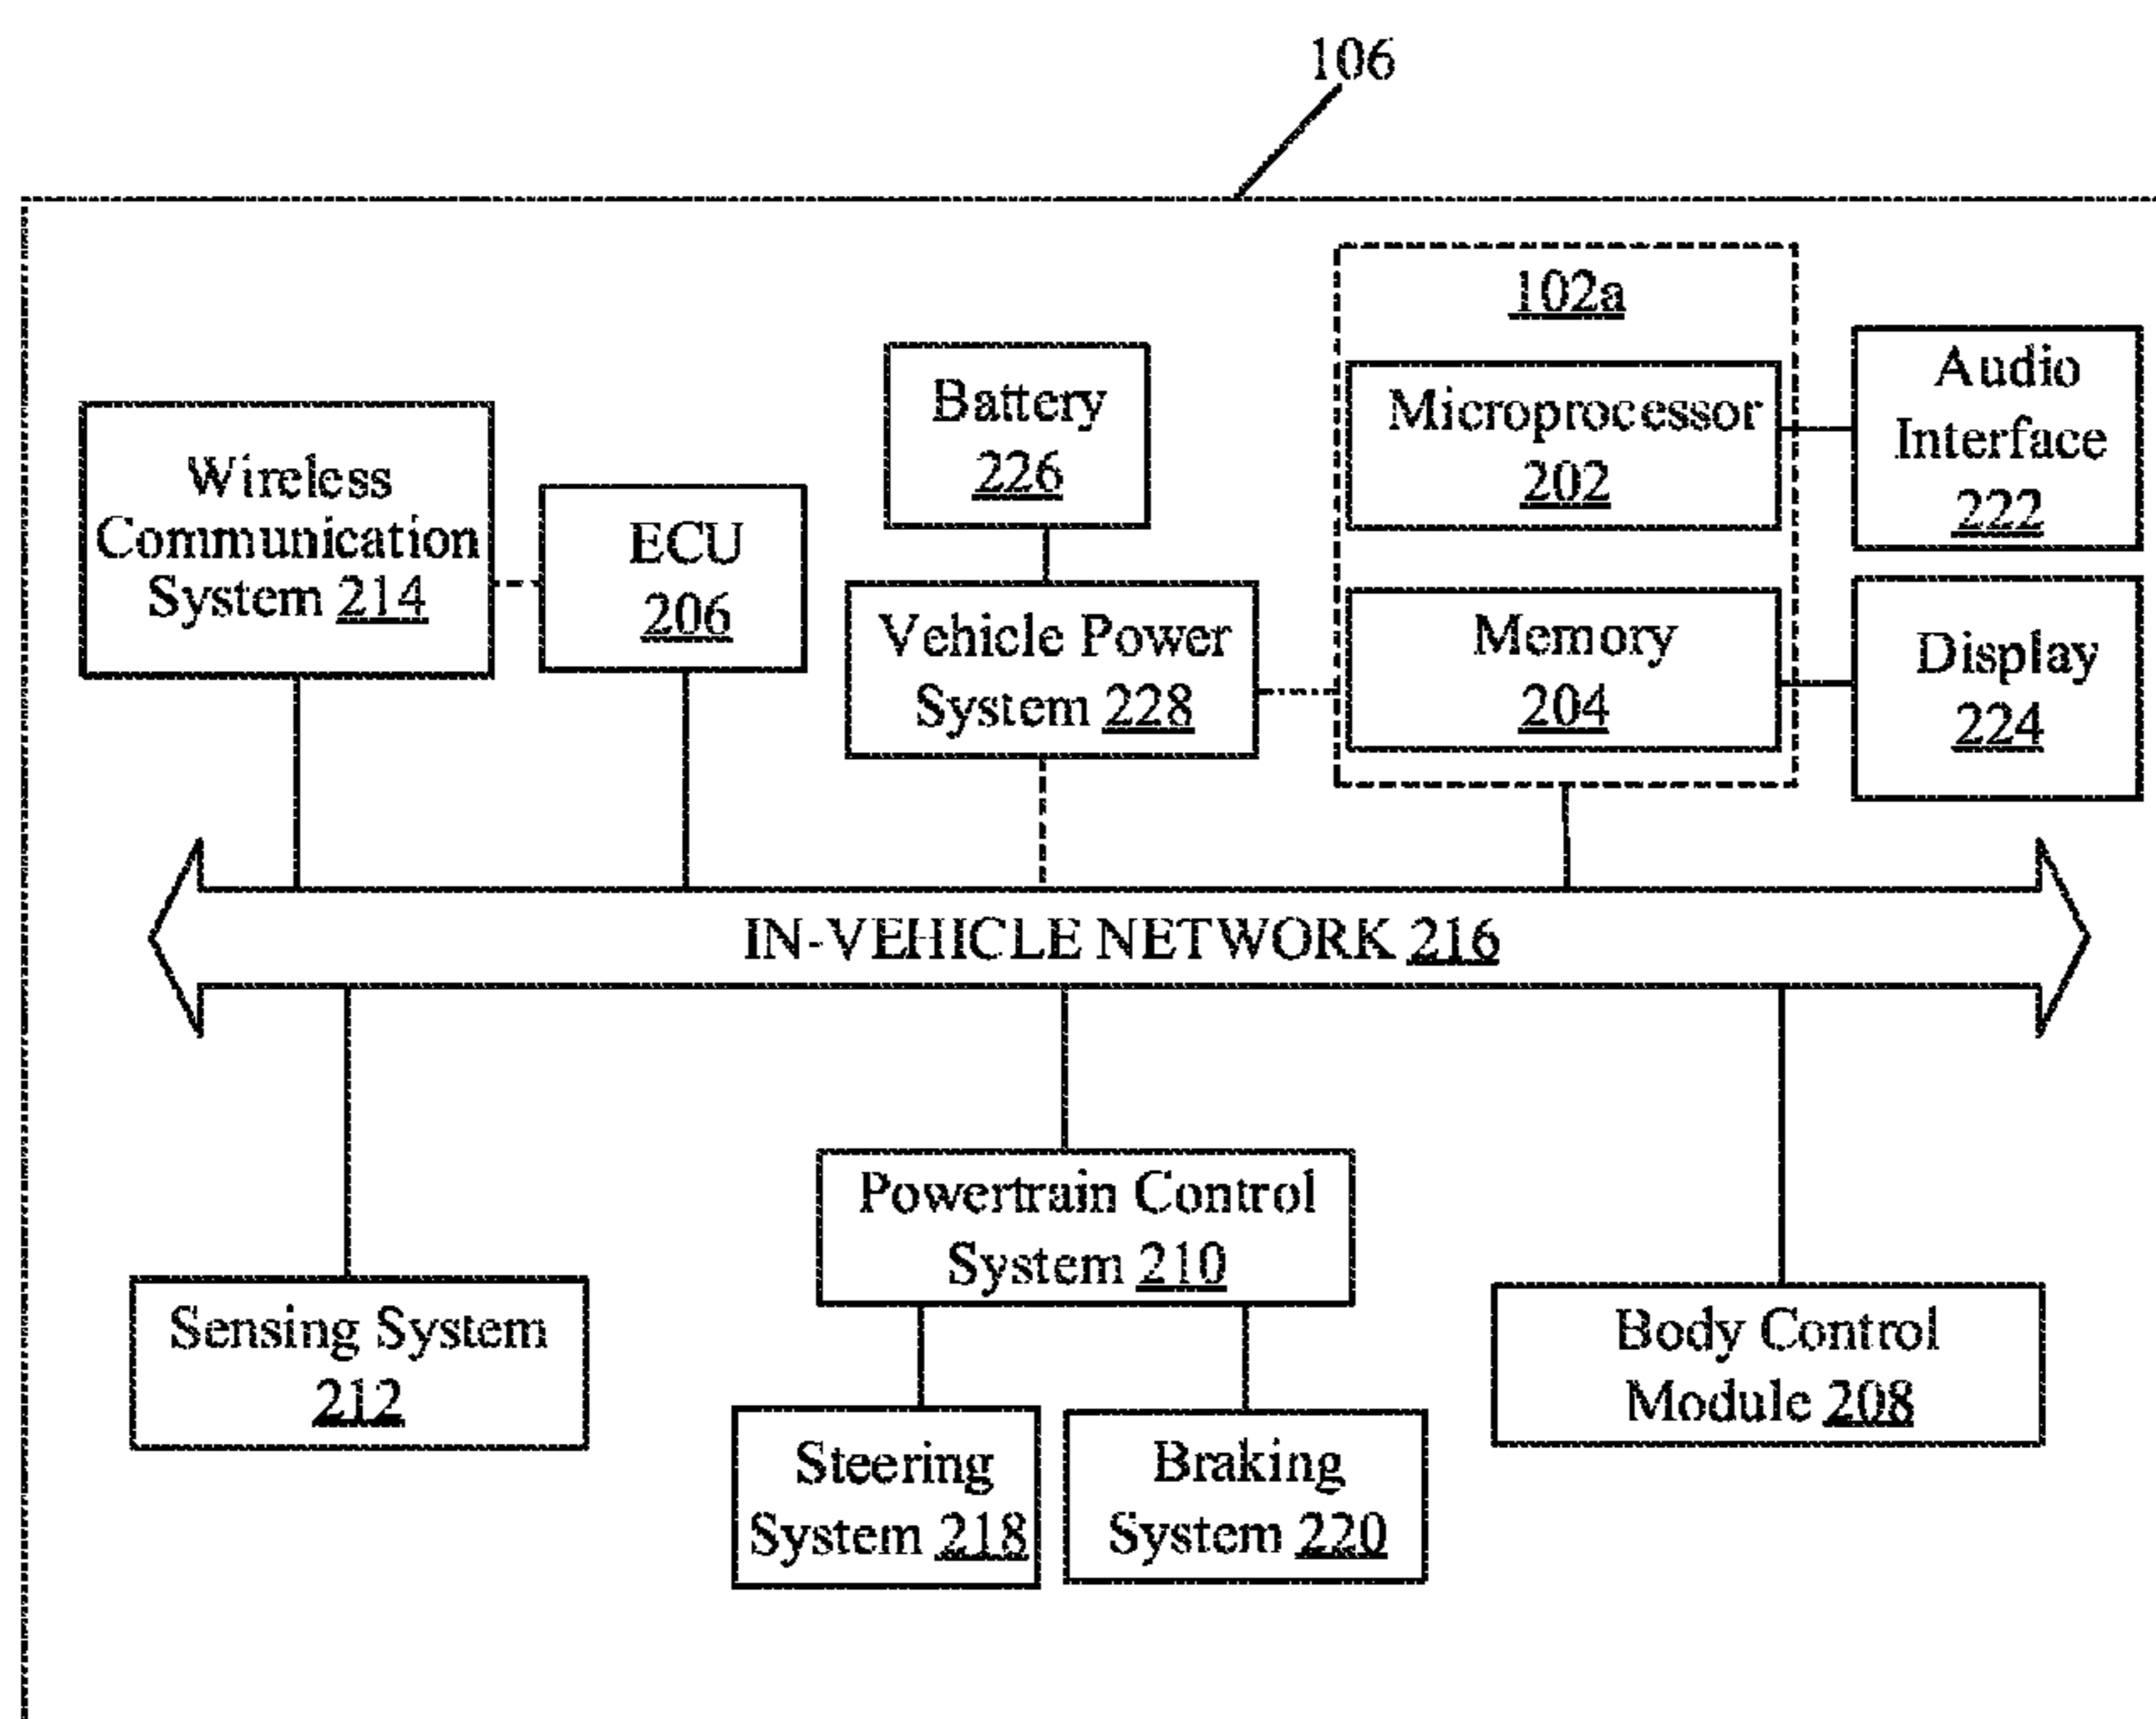 106
102a
Wireless
Communication
System 214
ECU
206
Battery
226
Vehicle Power
System 228
Microprocessor
202
Memory
204
Audio
Interface
222
Display
224
IN-VEHICLE NETWORK 216
Sensing System
212
Powertrain Control
System 210
Steering
System 218
Braking
System 220
Body Control
Module 208